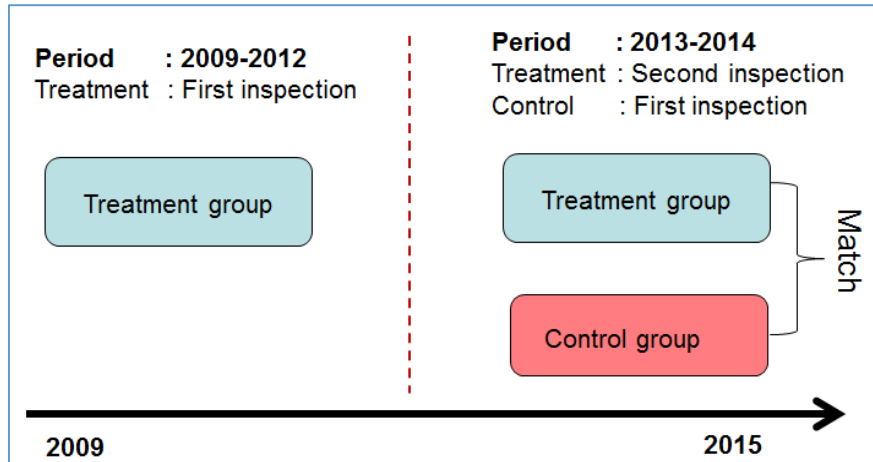 Period : 2009-2012
Treatment : First inspection
Treatment group
Period : 2013-2014
Treatment : Second inspection
Control : First inspection
Treatment group
Control group
Match
2009
2015